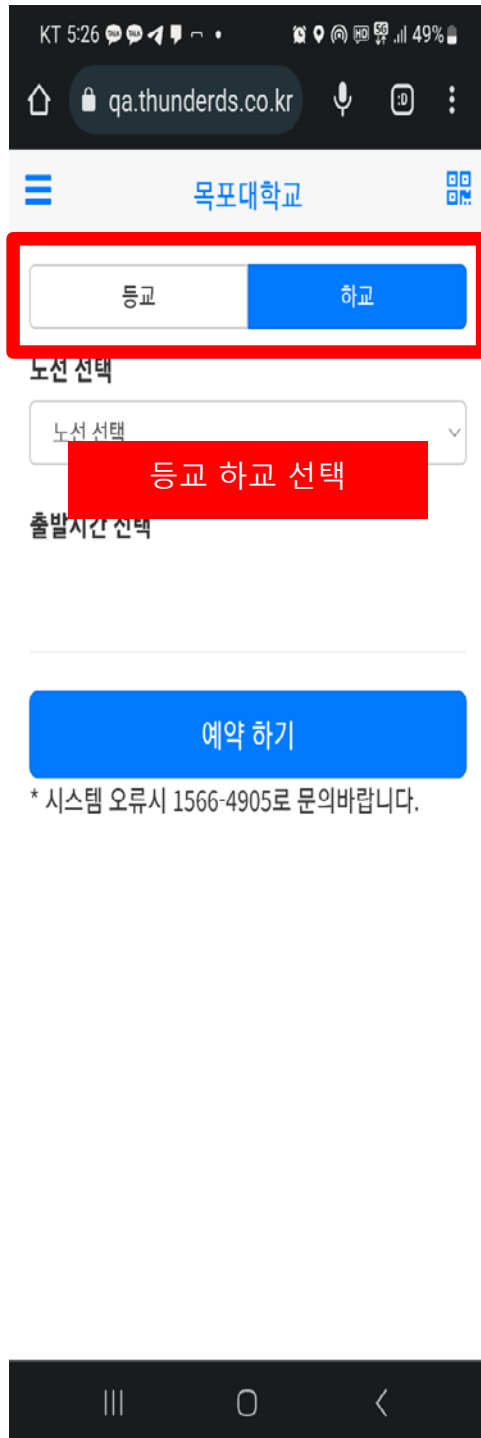 KT 5:26 49%
qa.thunderds.co.kr :D
목포대학교
등교 하교
노선 선택
노선 선택
등교 하교 선택
출발시간 선택
예약 하기
* 시스템 오류시 1566-4905로 문의바랍니다.